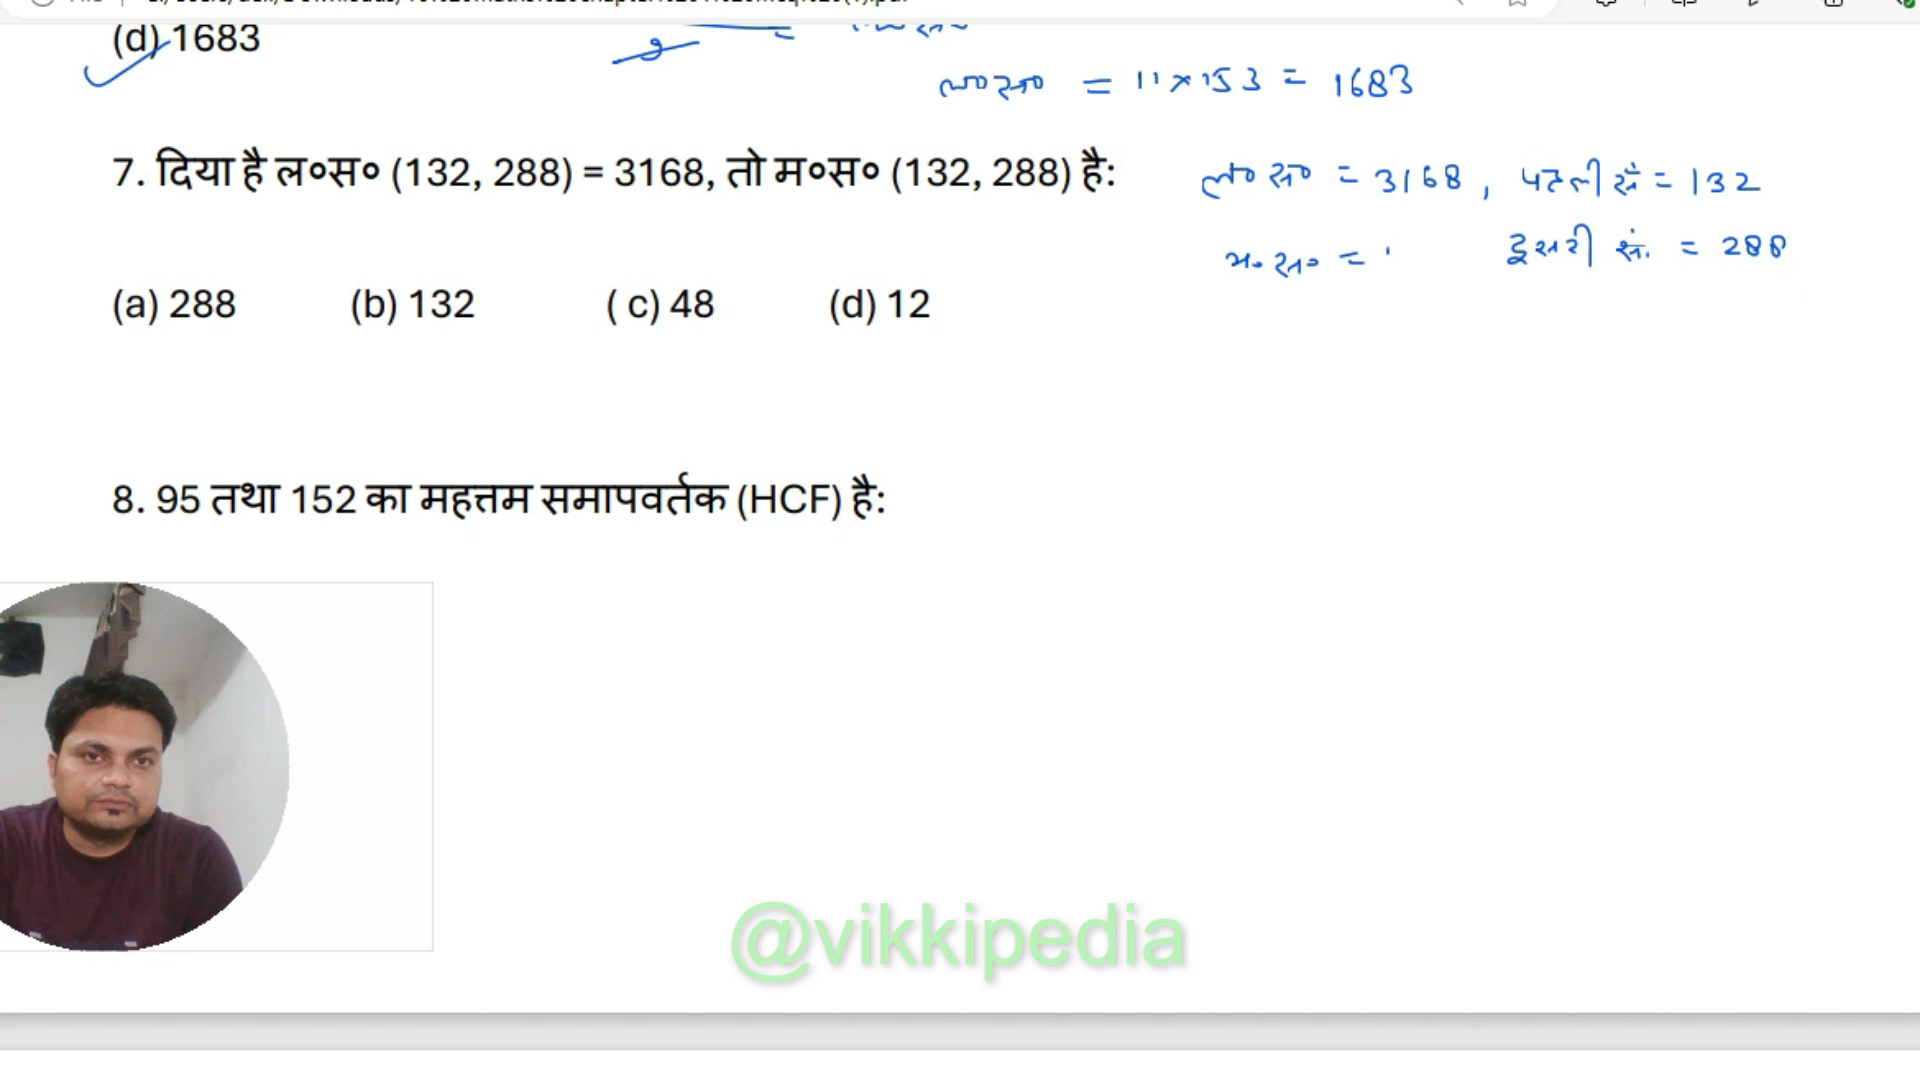 (d) 1683
ल०स० = 11 × 153 = 1683
7. दिया है ल०स० (132, 288) = 3168, तो म०स० (132, 288) है:
ल० स० = 3168, पहली सं = 132
म० स० = '
दूसरी सं. = 288
(a) 288 (b) 132 ( c) 48 (d) 12
8. 95 तथा 152 का महत्तम समापवर्तक (HCF) है:
@vikkipedia